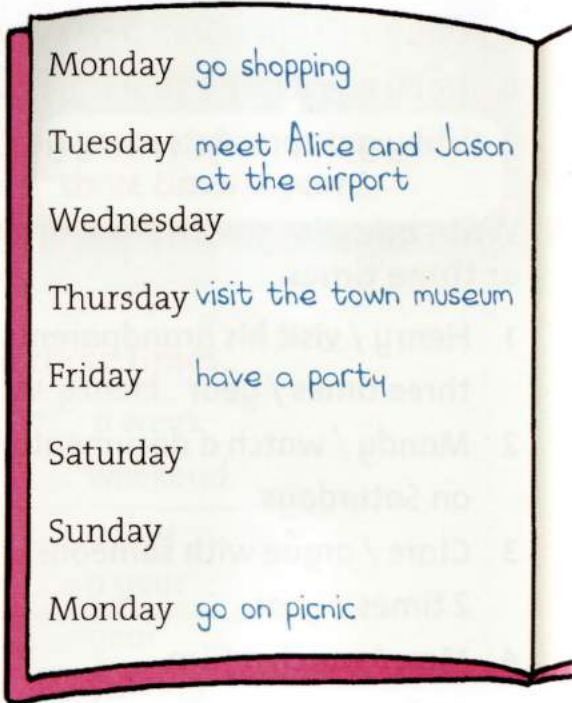 Monday go shopping
Tuesday meet Alice and Jason
at the airport
Wednesday
Thursday visit the town museum
Friday have a party
Saturday
Sunday
Monday go on picnic